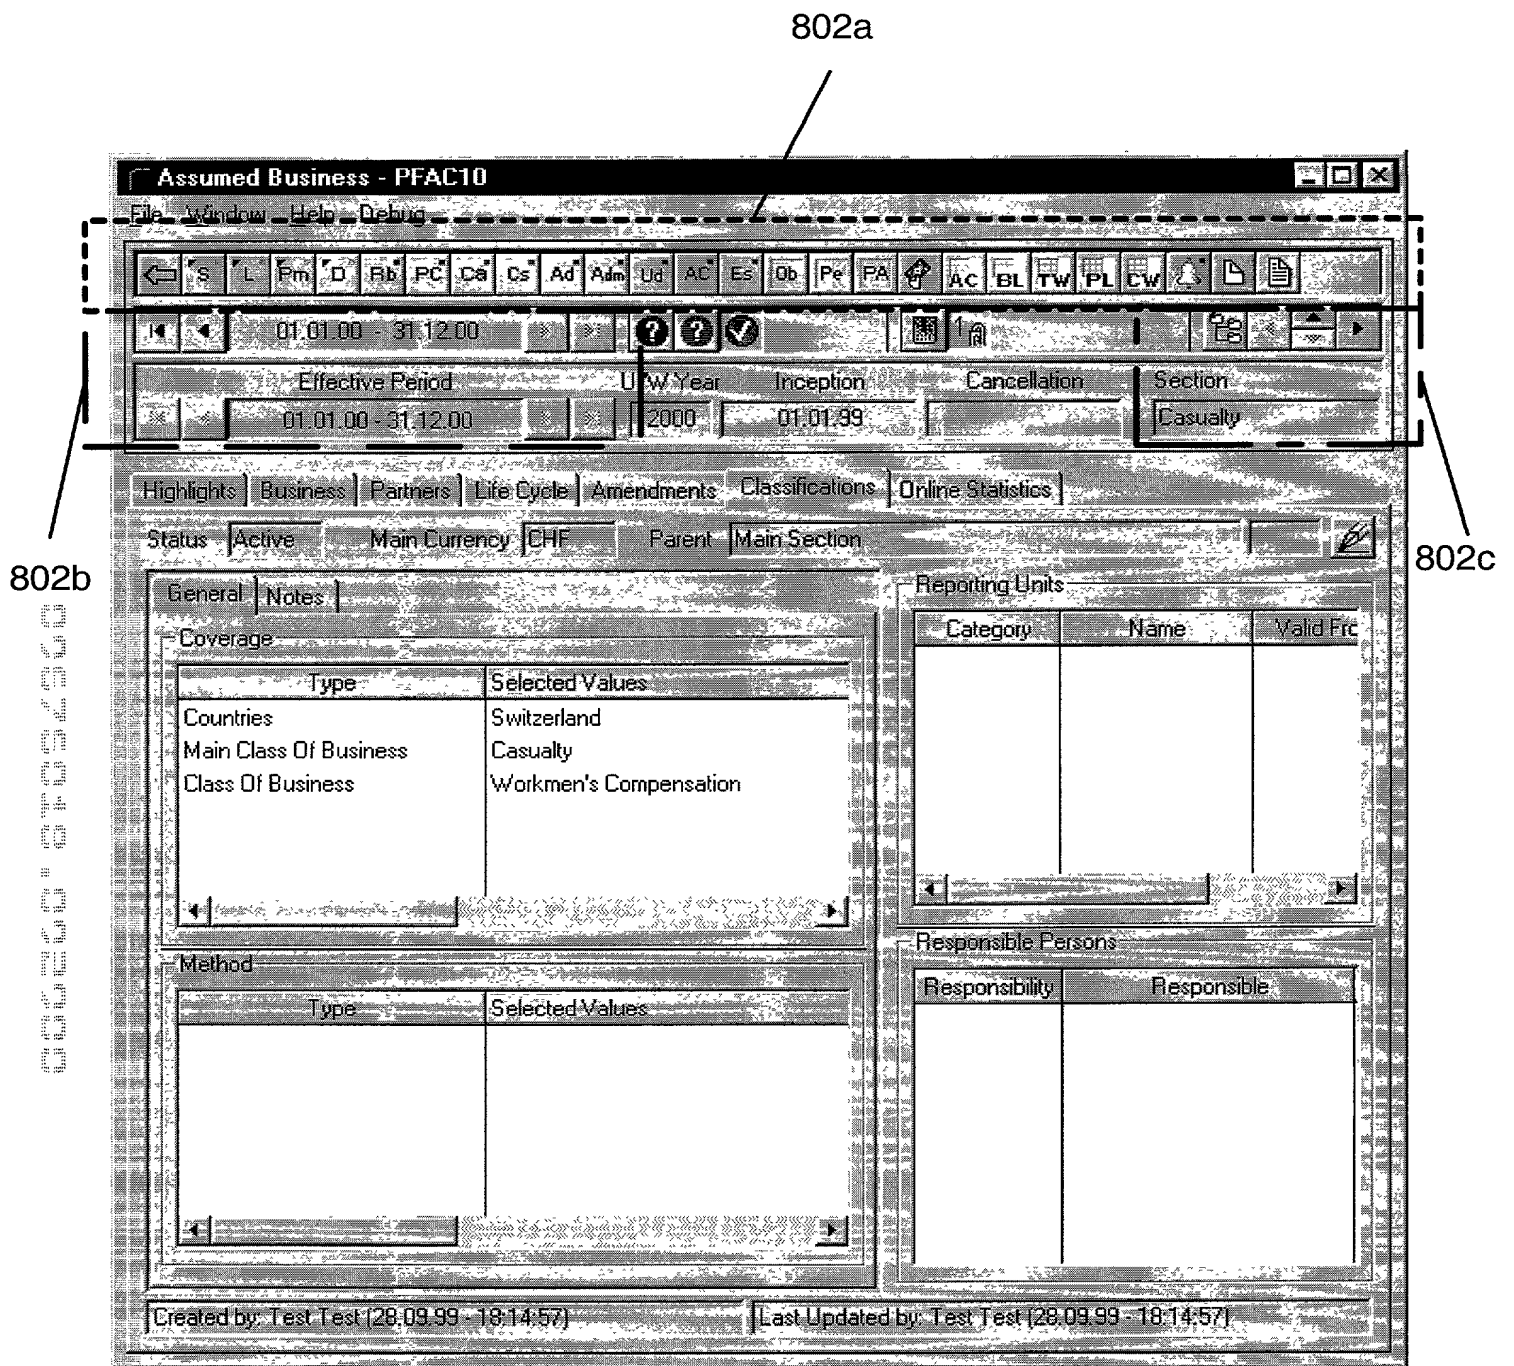 802a
Assumed Business - PFAC10
File Window Help Debug
S L Pm D Rb PC Ca Cs Ad Adm Ud AC Es Ob Pe PA AC BL TW PL CW
01.01.00 - 31.12.00
Effective Period U/W Year Inception Cancellation Section
01.01.00 - 31.12.00 2000 01.01.99 Casualty
Highlights Business Partners Life Cycle Amendments Classifications Online Statistics
Status Active Main Currency CHF Parent Main Section
802b
802c
General Notes
Coverage
Type Selected Values
Countries Switzerland
Main Class Of Business Casualty
Class Of Business Workmen's Compensation
Method
Type Selected Values
Reporting Units
Category Name Valid Frc
Responsible Persons
Responsibility Responsible
Created by: Test Test (28.09.99 - 18:14:57)
Last Updated by: Test Test (28.09.99 - 18:14:57)